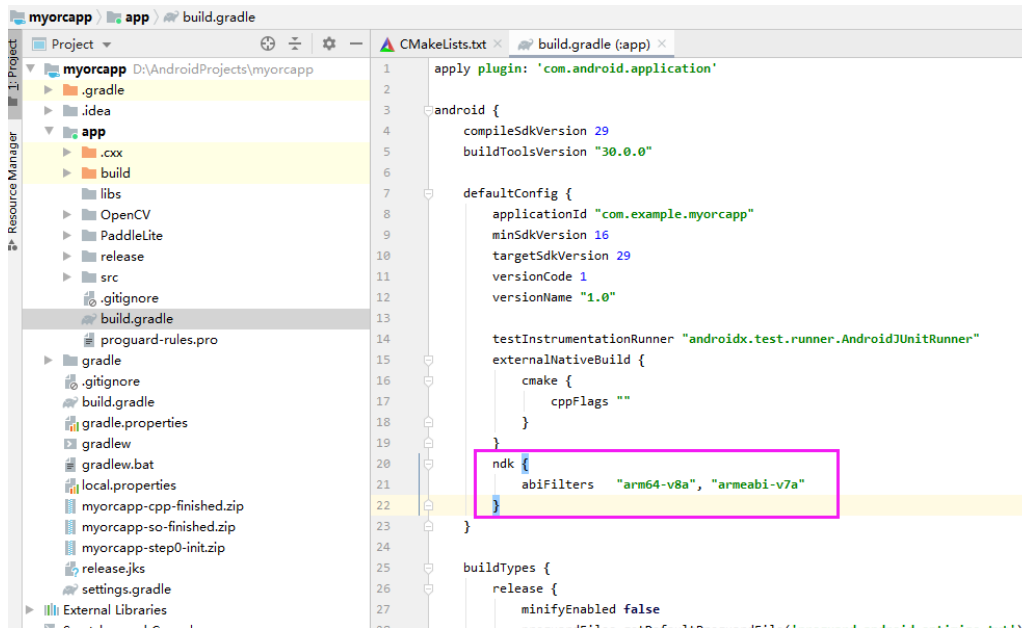 myorcapp app build.gradle
Project
CMakeLists.txt
build.gradle (:app)
1: Project
Resource Manager
myorcapp D:\AndroidProjects\myorcapp
.gradle
.idea
app
.cxx
build
libs
OpenCV
PaddleLite
release
src
.gitignore
build.gradle
proguard-rules.pro
gradle
.gitignore
build.gradle
gradle.properties
gradlew
gradlew.bat
local.properties
myorcapp-cpp-finished.zip
myorcapp-so-finished.zip
myorcapp-step0-init.zip
release.jks
settings.gradle
External Libraries
1 apply plugin: 'com.android.application'
2
3 android {
4 compileSdkVersion 29
5 buildToolsVersion "30.0.0"
6
7 defaultConfig {
8 applicationId "com.example.myorcapp"
9 minSdkVersion 16
10 targetSdkVersion 29
11 versionCode 1
12 versionName "1.0"
13
14 testInstrumentationRunner "androidx.test.runner.AndroidJUnitRunner"
15 externalNativeBuild {
16 cmake {
17 cppFlags ""
18 }
19 }
20 ndk {
21 abiFilters "arm64-v8a", "armeabi-v7a"
22 }
23 }
24
25 buildTypes {
26 release {
27 minifyEnabled false